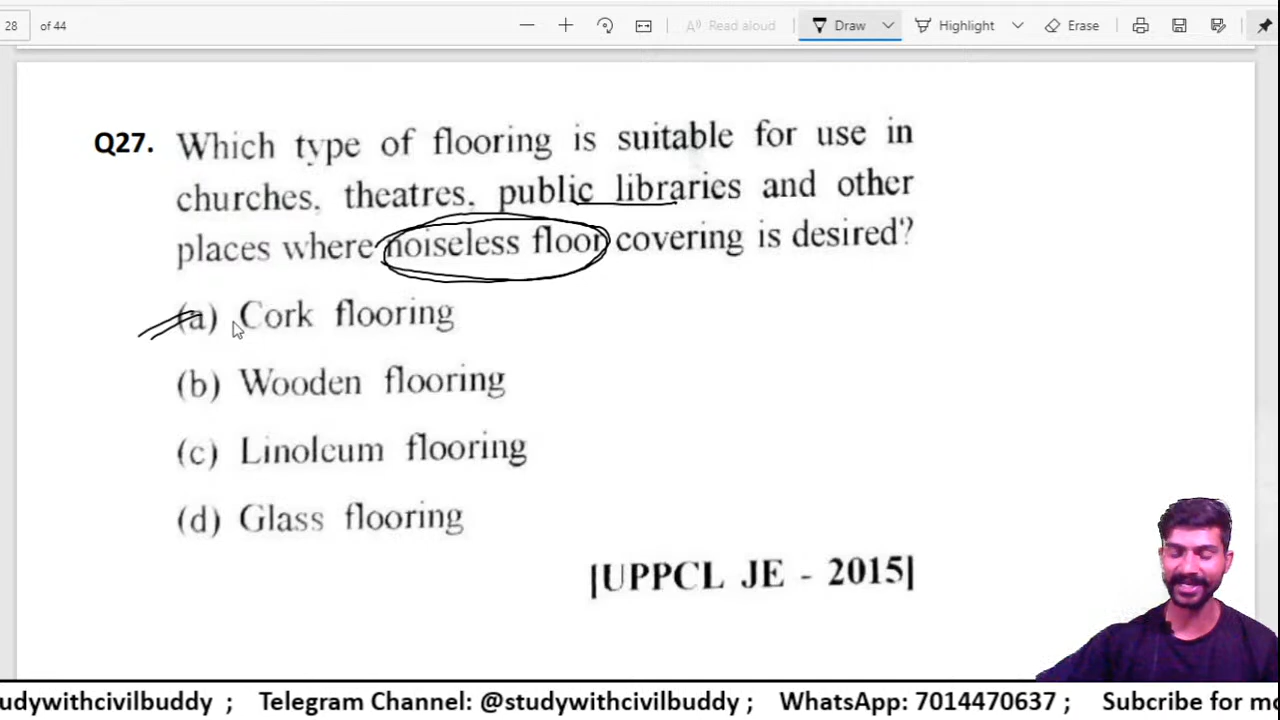 28 of 44 Read aloud Draw Highlight Erase
Q27. Which type of flooring is suitable for use in
churches, theatres, public libraries and other
places where noiseless floor covering is desired?
(a) Cork flooring
(b) Wooden flooring
(c) Linoleum flooring
(d) Glass flooring
[UPPCL JE - 2015]
udywithcivilbuddy ; Telegram Channel: @studywithcivilbuddy ; WhatsApp: 7014470637 ; Subcribe for m